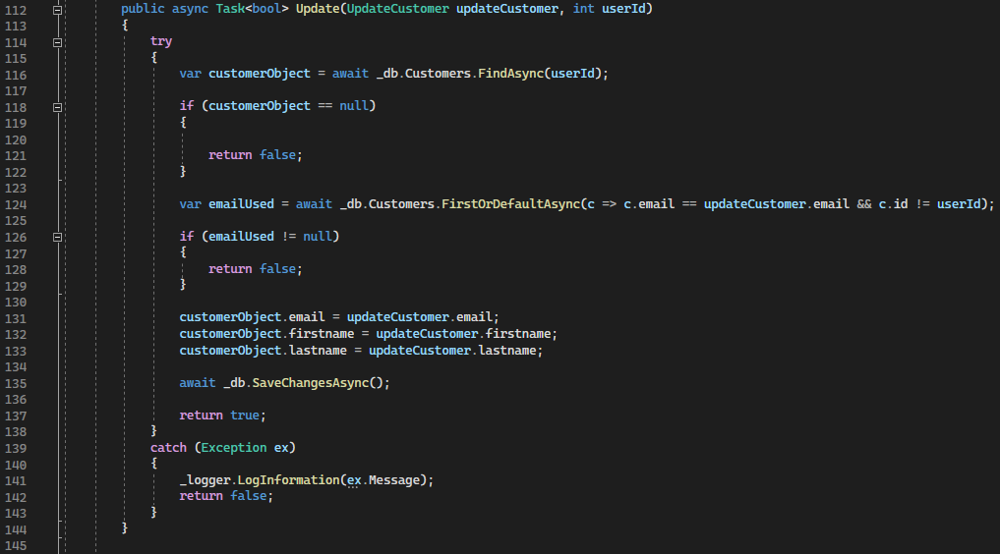 112 public async Task<bool> Update(UpdateCustomer updateCustomer, int userId)
113 {
114 try
115 {
116 var customerObject = await _db.Customers.FindAsync(userId);
117
118 if (customerObject == null)
119 {
120
121 return false;
122 }
123
124 var emailUsed = await _db.Customers.FirstOrDefaultAsync(c => c.email == updateCustomer.email && c.id != userId);
125
126 if (emailUsed != null)
127 {
128 return false;
129 }
130
131 customerObject.email = updateCustomer.email;
132 customerObject.firstname = updateCustomer.firstname;
133 customerObject.lastname = updateCustomer.lastname;
134
135 await _db.SaveChangesAsync();
136
137 return true;
138 }
139 catch (Exception ex)
140 {
141 _logger.LogInformation(ex.Message);
142 return false;
143 }
144 }
145